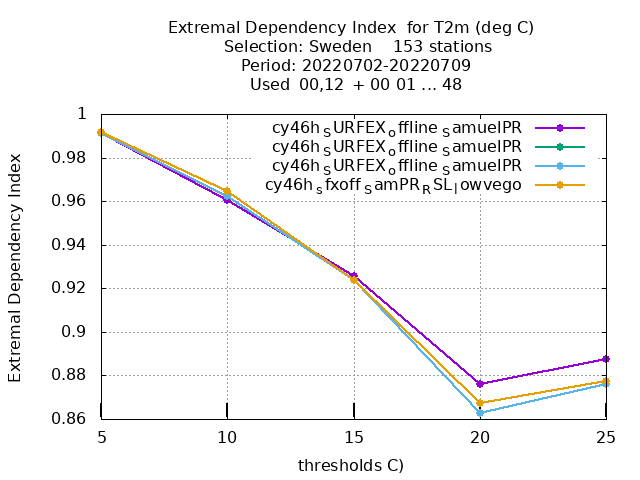 Extremal Dependency Index  for T2m (deg C)
Selection: Sweden    153 stations
Period: 20220702-20220709
Used  00,12  + 00 01 ... 48
cy46h_SURFEX_offline_SamuelPR
cy46h_SURFEX_offline_SamuelPR
cy46h_SURFEX_offline_SamuelPR
cy46h_sfxoff_SamPR_RSL_lowvego
Extremal Dependency Index
1
0.98
0.96
0.94
0.92
0.9
0.88
0.86
5 10 15 20 25
thresholds C)